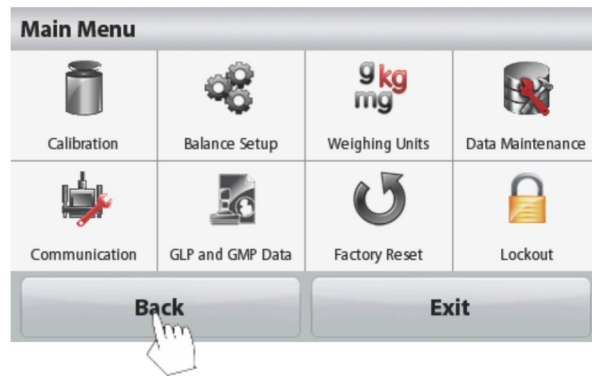 Main Menu
g kg
mg
Calibration
Balance Setup
Weighing Units
Data Maintenance
Communication
GLP and GMP Data
Factory Reset
Lockout
Back
Exit